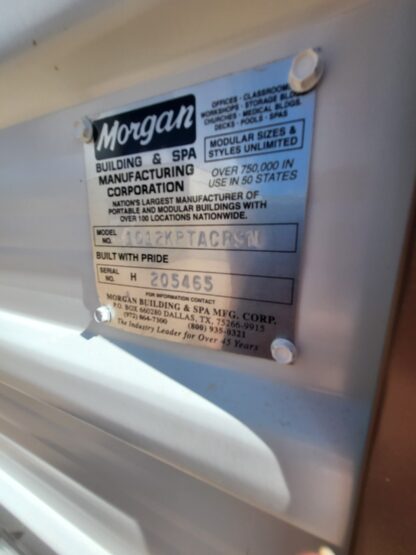 Morgan
BUILDING & SPA
MANUFACTURING
CORPORATION
OFFICES · CLASSROOMS
WORKSHOPS · STORAGE BLDGS.
CHURCHES · MEDICAL BLDGS.
DECKS · POOLS · SPAS
MODULAR SIZES &
STYLES UNLIMITED
OVER 750,000 IN
USE IN 50 STATES
NATION'S LARGEST MANUFACTURER OF
PORTABLE AND MODULAR BUILDINGS WITH
OVER 100 LOCATIONS NATIONWIDE.
MODEL
NO.
BUILT WITH PRIDE
SERIAL
NO. H 205465
FOR INFORMATION CONTACT
MORGAN BUILDING & SPA MFG. CORP.
P.O. BOX 660280 DALLAS, TX, 75266-9915
(972) 864-7300 (800) 935-0321
The Industry Leader for Over 45 Years